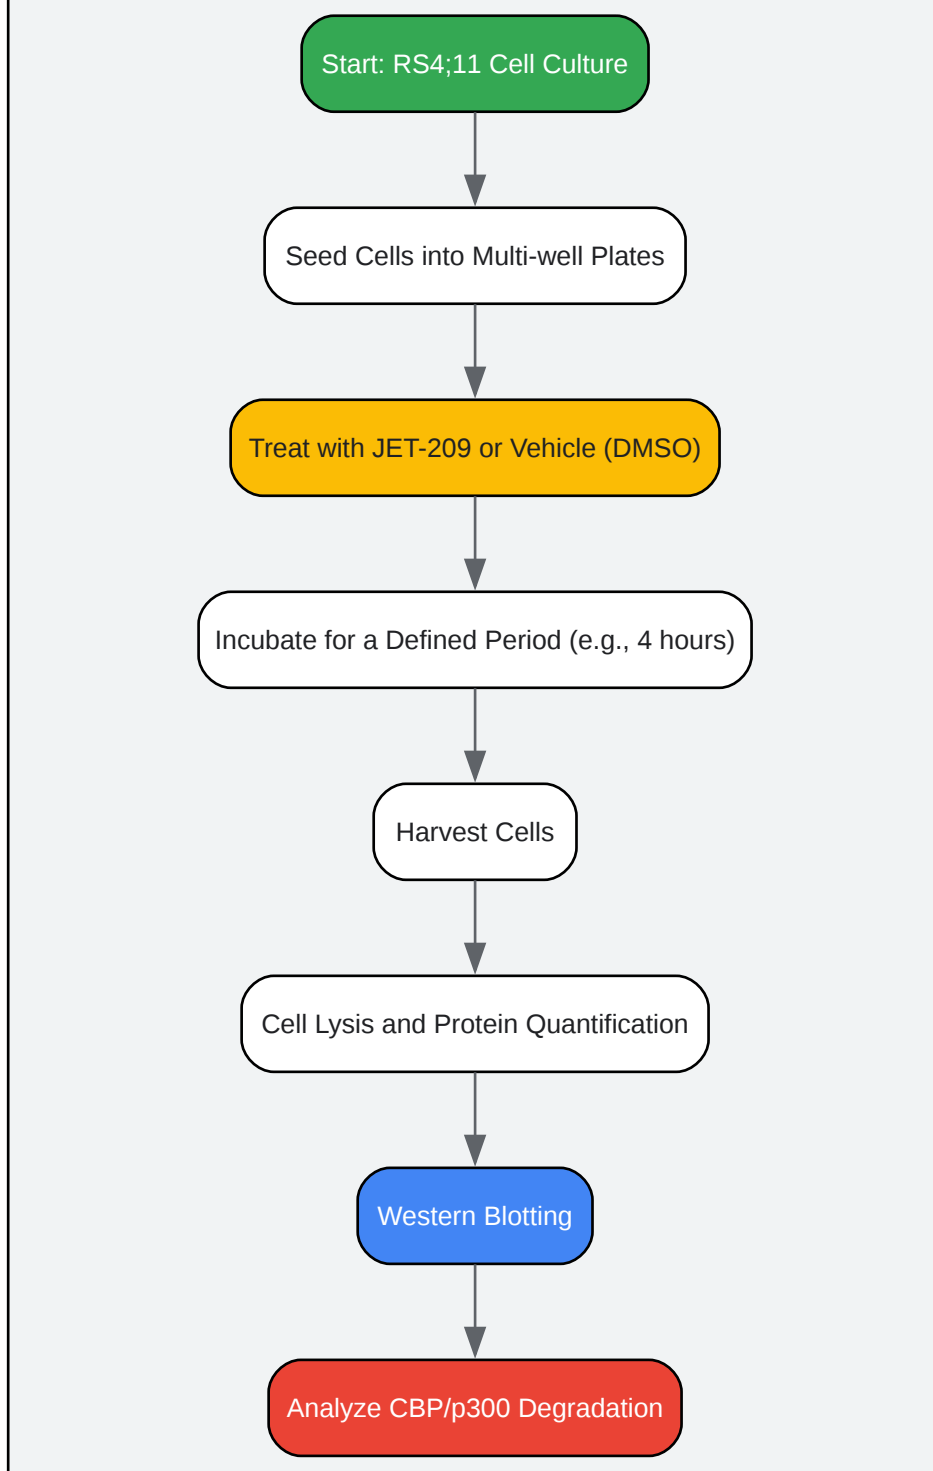 Start: RS4;11 Cell Culture
Seed Cells into Multi-well Plates
Treat with JET-209 or Vehicle (DMSO)
Incubate for a Defined Period (e.g., 4 hours)
Harvest Cells
Cell Lysis and Protein Quantification
Western Blotting
Analyze CBP/p300 Degradation